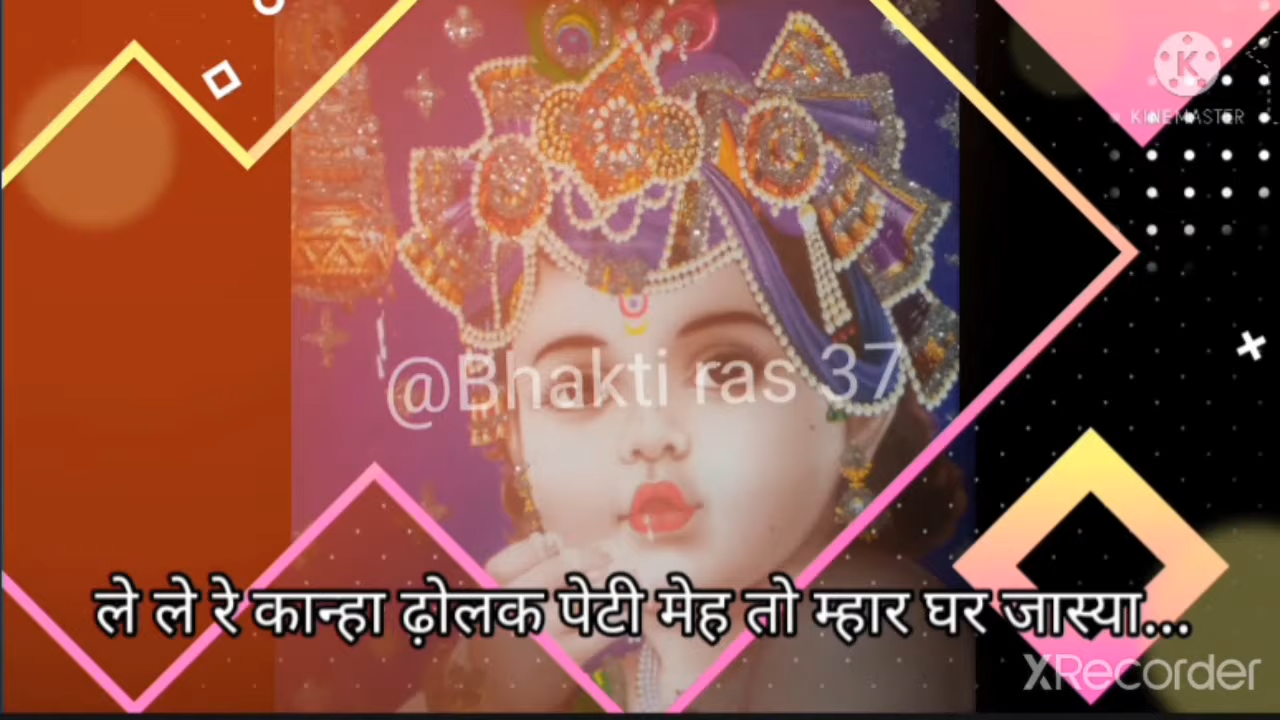 K
KINEMASTER
@Bhakti ras 37
ले ले रे कान्हा ढ़ोलक पेटी मेह तो म्हार घर जास्या...
XRecorder